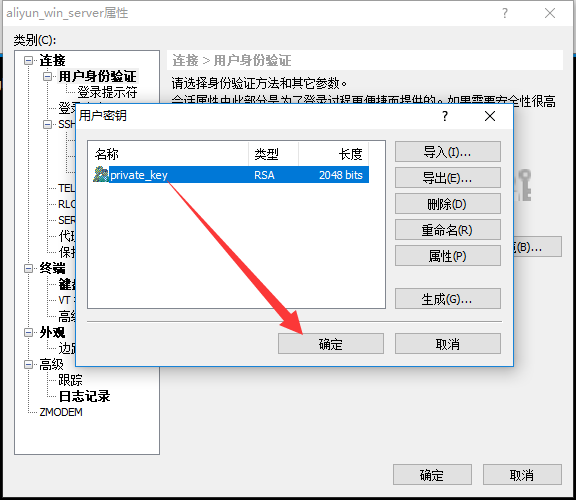 aliyun_win_server属性
类别(C):
连接
用户身份验证
登录提示符
登
SSH
TEL
RLO
SER
代理
保持
终端
键盘
VT
高级
外观
边距
高级
跟踪
日志记录
ZMODEM
连接 > 用户身份验证
请选择身份验证方法和其它参数。
会话属性中此部分是为了登录过程更便捷而提供的。如果需要安全性很高
(B)...
用户密钥
名称 类型 长度
private_key RSA 2048 bits
导入(I)...
导出(E)...
删除(D)
重命名(R)
属性(P)
生成(G)...
确定 取消
确定 取消